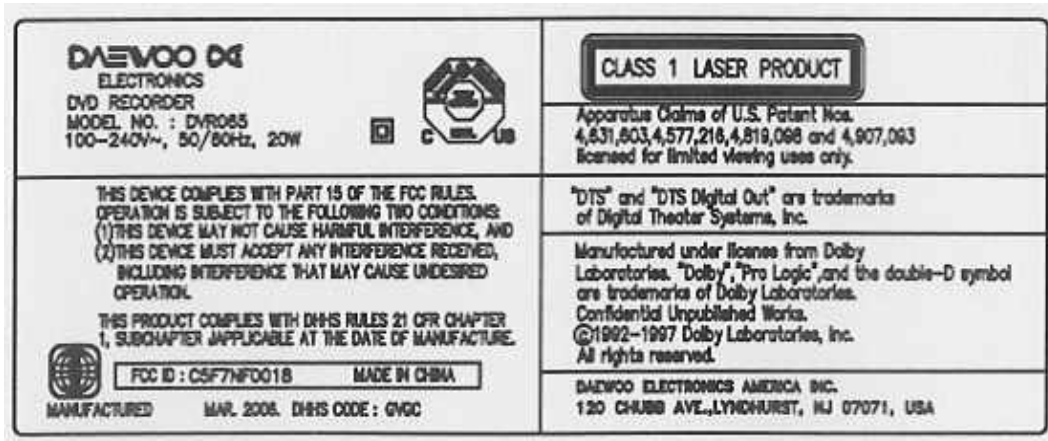 DAEWOO
ELECTRONICS
DVD RECORDER
MODEL NO. : DVR065
100-240V~, 50/60Hz, 20W
C US
THIS DEVICE COMPLIES WITH PART 15 OF THE FCC RULES.
OPERATION IS SUBJECT TO THE FOLLOWING TWO CONDITIONS:
(1)THIS DEVICE MAY NOT CAUSE HARMFUL INTERFERENCE, AND
(2)THIS DEVICE MUST ACCEPT ANY INTERFERENCE RECEIVED,
INCLUDING INTERFERENCE THAT MAY CAUSE UNDESIRED
OPERATION.
THIS PRODUCT COMPLIES WITH DHHS RULES 21 CFR CHAPTER
1, SUBCHAPTER JAPPLICABLE AT THE DATE OF MANUFACTURE.
FCC ID : C5F7NF0018 MADE IN CHINA
MANUFACTURED MAR. 2005. DHHS CODE : GVGC
CLASS 1 LASER PRODUCT
Apparatus Claims of U.S. Patent Nos.
4,631,603,4,577,216,4,819,098 and 4,907,093
licensed for limited viewing uses only.
"DTS" and "DTS Digital Out" are trademarks
of Digital Theater Systems, Inc.
Manufactured under license from Dolby
Laboratories. "Dolby","Pro Logic",and the double-D symbol
are trademarks of Dolby Laboratories.
Confidential Unpublished Works.
©1992-1997 Dolby Laboratories, Inc.
All rights reserved.
DAEWOO ELECTRONICS AMERICA INC.
120 CHUBB AVE.,LYNDHURST, NJ 07071, USA